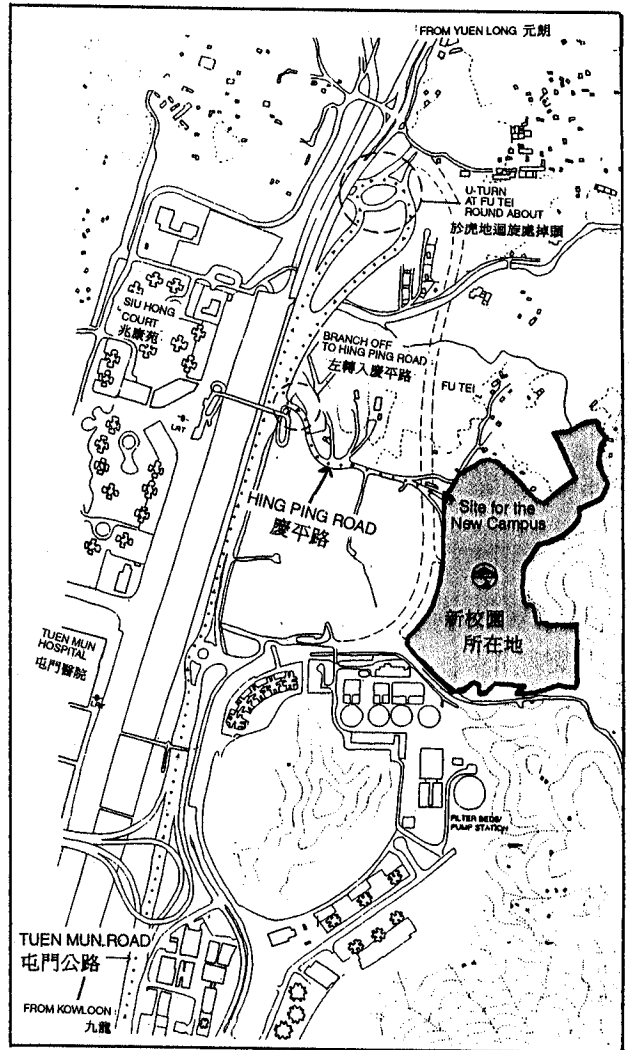 FROM YUEN LONG 元朗
U-TURN
AT FU TEI
ROUND ABOUT
於虎地迴旋處掉頭
SIU HONG
COURT
兆康苑
BRANCH OFF
TO HING PING ROAD
左轉入慶平路
FU TEI
LRT
HING PING ROAD
慶平路
Site for the
New Campus
新校園
所在地
TUEN MUN
HOSPITAL
屯門醫院
LRT
FILTER BEDS/
PUMP STATION
TUEN MUN ROAD
屯門公路
FROM KOWLOON
九龍